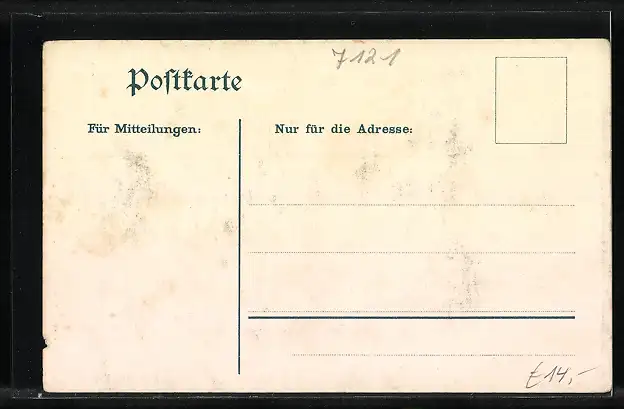 7121
Poſtkarte
Für Mitteilungen:
Nur für die Adresse:
€14,-